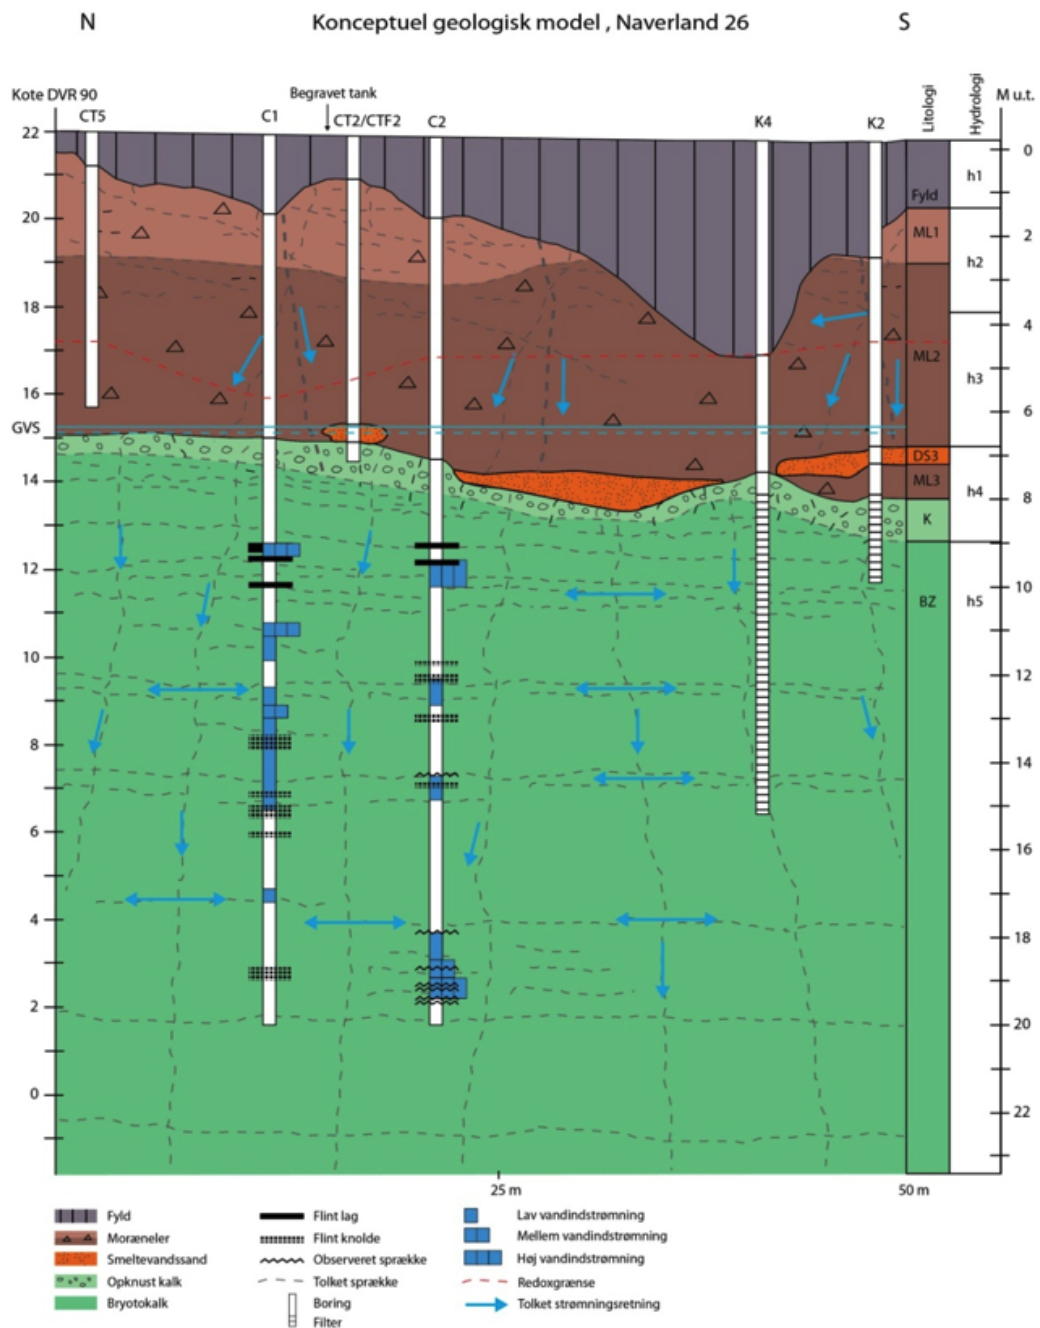 N Konceptuel geologisk model , Naverland 26 S
Kote DVR 90 Begravet tank Litologi Hydrologi M u.t.
CT5 C1 CT2/CTF2 C2 K4 K2
22 0
h1
Fyld
20 ML1 2
h2
18 4
ML2
h3
16 6
GVS
DS3
14 ML3 h4 8
K
12 BZ h5 10
10 12
8 14
6 16
4 18
2 20
0 22
25 m 50 m
Fyld Flint lag Lav vandindstrømning
Moræneler Flint knolde Mellem vandindstrømning
Smeltevandssand Observeret sprække Høj vandindstrømning
Opknust kalk Tolket sprække Redoxgrænse
Bryotokalk Boring Tolket strømningsretning
Filter